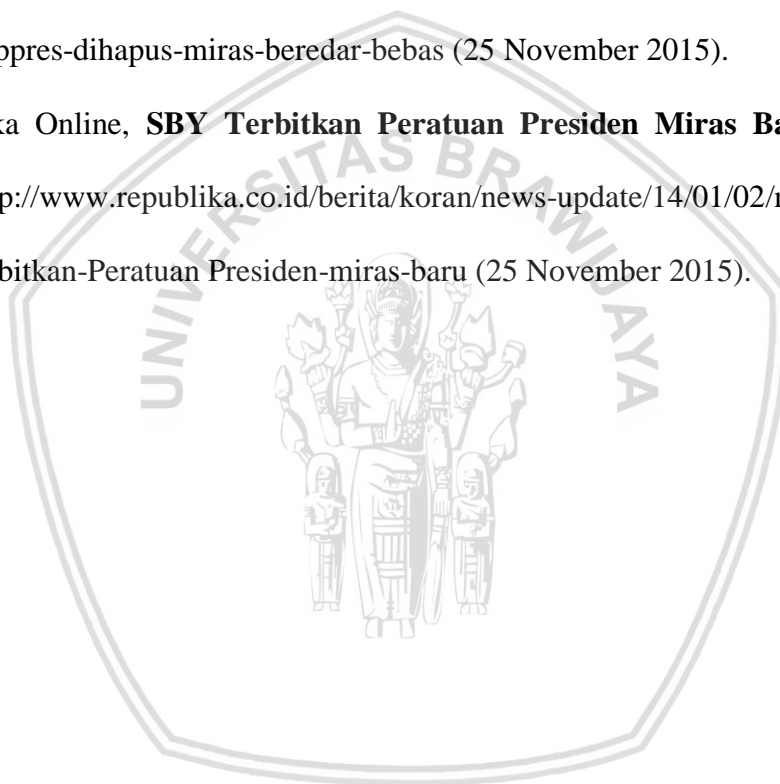 ppres-dihapus-miras-beredar-bebas (25 November 2015).
ka Online, SBY Terbitkan Peratuan Presiden Miras Ba
p://www.republika.co.id/berita/koran/news-update/14/01/02/
bitkan-Peratuan Presiden-miras-baru (25 November 2015).
UNIVERSITAS BRAWIJAYA